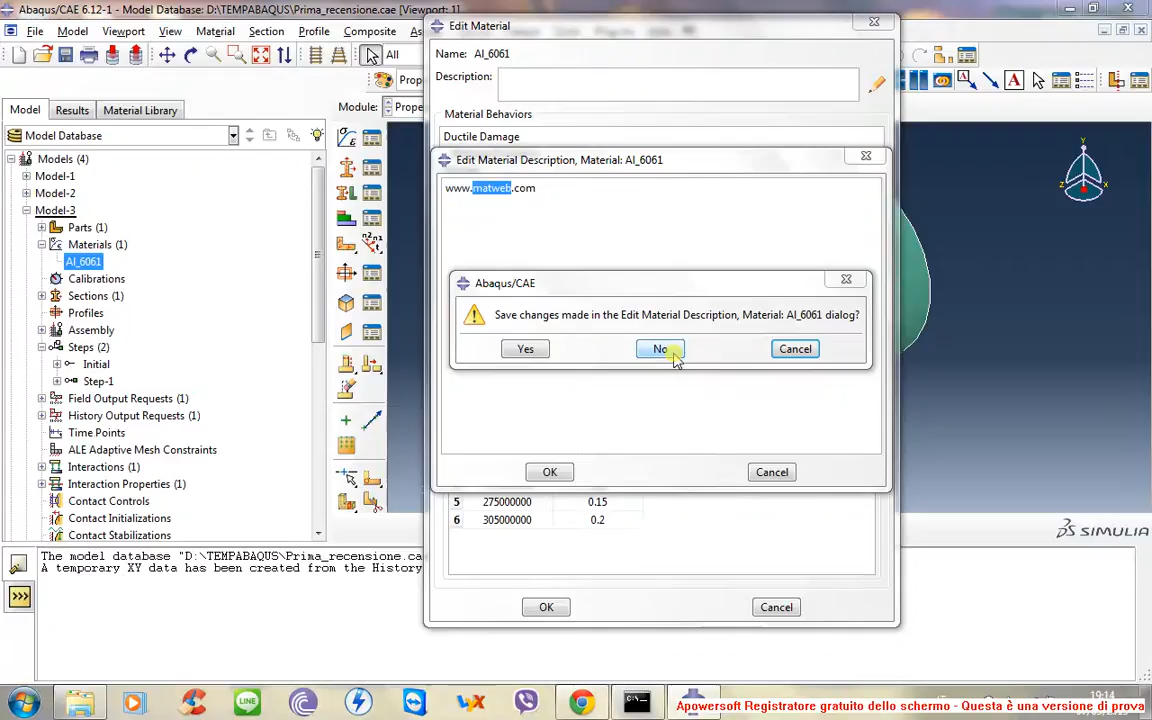 Abaqus/CAE 6.12-1 - Model Database: D:\TEMPABAQUS\Prima_recensione.cae [Viewport: 1]
File Model Viewport View Material Section Profile Composite
All
Prop
Model Results Material Library
Module: Proper
Model Database
Models (4)
Model-1
Model-2
Model-3
Parts (1)
Materials (1)
Al_6061
Calibrations
Sections (1)
Profiles
Assembly
Steps (2)
Initial
Step-1
Field Output Requests (1)
History Output Requests (1)
Time Points
ALE Adaptive Mesh Constraints
Interactions (1)
Interaction Properties (1)
Contact Controls
Contact Initializations
Contact Stabilizations
Edit Material
Name: Al_6061
Description:
Material Behaviors
Ductile Damage
Edit Material Description, Material: Al_6061
www.matweb.com
Abaqus/CAE
Save changes made in the Edit Material Description, Material: Al_6061 dialog?
Yes No Cancel
OK Cancel
5 275000000 0.15
6 305000000 0.2
OK Cancel
Y
Z X
SIMULIA
The model database "D:\TEMPABAQUS\Prima_recensione.cae
A temporary XY data has been created from the History
19:14
Apowersoft Registratore gratuito dello schermo - Questa è una versione di prova